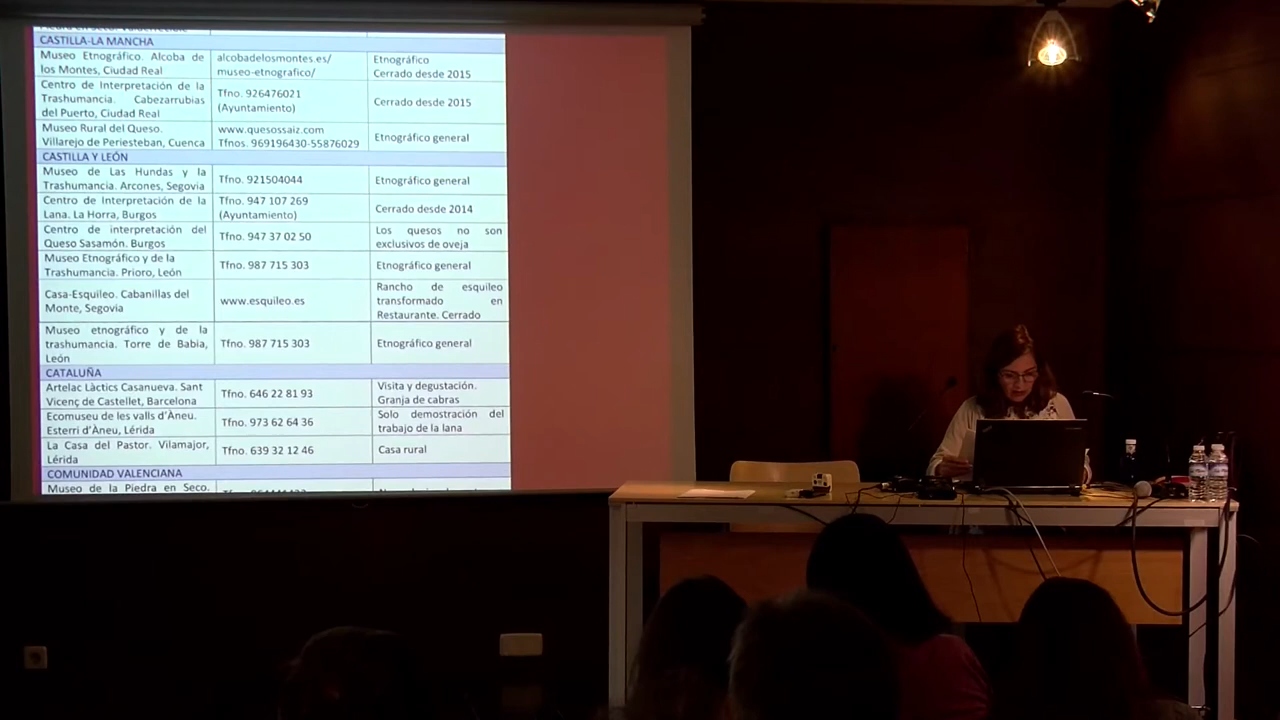 CASTILLA-LA MANCHA
Museo Etnográfico. Alcoba de
los Montes, Ciudad Real
alcobadelosmontes.es/
museo-etnografico/
Etnográfico
Cerrado desde 2015
Centro de Interpretación de la
Trashumancia. Cabezarrubias
del Puerto, Ciudad Real
Tfno. 926476021
(Ayuntamiento)
Cerrado desde 2015
Museo Rural del Queso.
Villarejo de Periesteban, Cuenca
www.quesossaiz.com
Tfnos. 969196430-55876029
Etnográfico general
CASTILLA Y LEÓN
Museo de Las Hundas y la
Trashumancia. Arcones, Segovia
Tfno. 921504044
Etnográfico general
Centro de Interpretación de la
Lana. La Horra, Burgos
Tfno. 947 107 269
(Ayuntamiento)
Cerrado desde 2014
Centro de interpretación del
Queso Sasamón. Burgos
Tfno. 947 37 02 50
Los quesos no son
exclusivos de oveja
Museo Etnográfico y de la
Trashumancia. Prioro, León
Tfno. 987 715 303
Etnográfico general
Casa-Esquileo. Cabanillas del
Monte, Segovia
www.esquileo.es
Rancho de esquileo
transformado en
Restaurante. Cerrado
Museo etnográfico y de la
trashumancia. Torre de Babia,
León
Tfno. 987 715 303
Etnográfico general
CATALUÑA
Artelac Làctics Casanueva. Sant
Vicenç de Castellet, Barcelona
Tfno. 646 22 81 93
Visita y degustación.
Granja de cabras
Ecomuseu de les valls d'Àneu.
Esterri d'Àneu, Lérida
Tfno. 973 62 64 36
Solo demostración del
trabajo de la lana
La Casa del Pastor. Vilamajor,
Lérida
Tfno. 639 32 12 46
Casa rural
COMUNIDAD VALENCIANA
Museo de la Piedra en Seco.